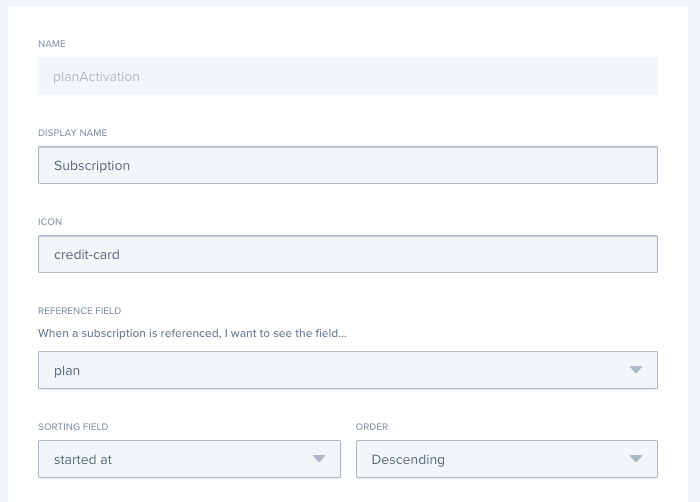 NAME
planActivation
DISPLAY NAME
Subscription
ICON
credit-card
REFERENCE FIELD
When a subscription is referenced, I want to see the field...
plan
SORTING FIELD
started at
ORDER
Descending